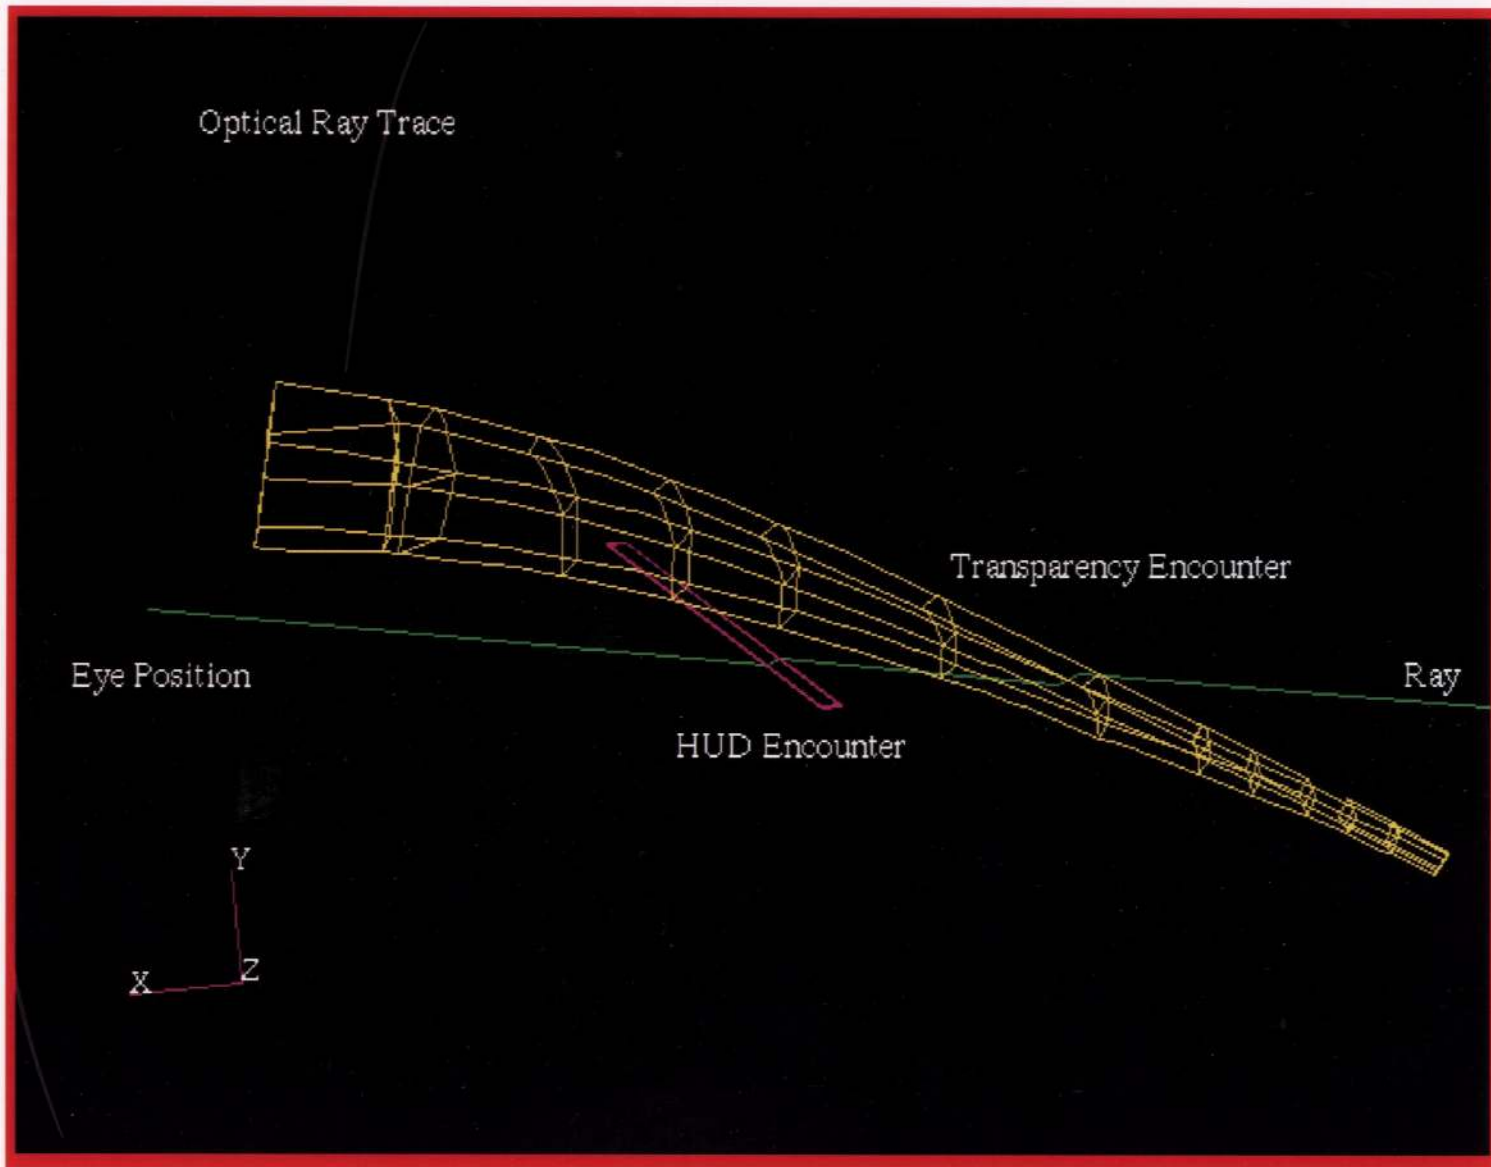 Optical Ray Trace
Transparency Encounter
Eye Position
Ray
HUD Encounter
Y
X
Z